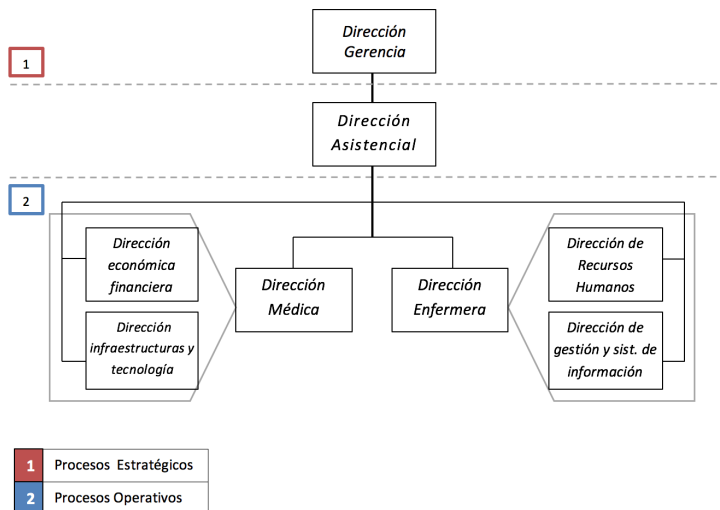 Dirección
Gerencia
1
Dirección
Asistencial
2
Dirección
económica
financiera
Dirección
infraestructuras y
tecnología
Dirección
Médica
Dirección
Enfermera
Dirección de
Recursos
Humanos
Dirección de
gestión y sist. de
información
1 Procesos Estratégicos
2 Procesos Operativos